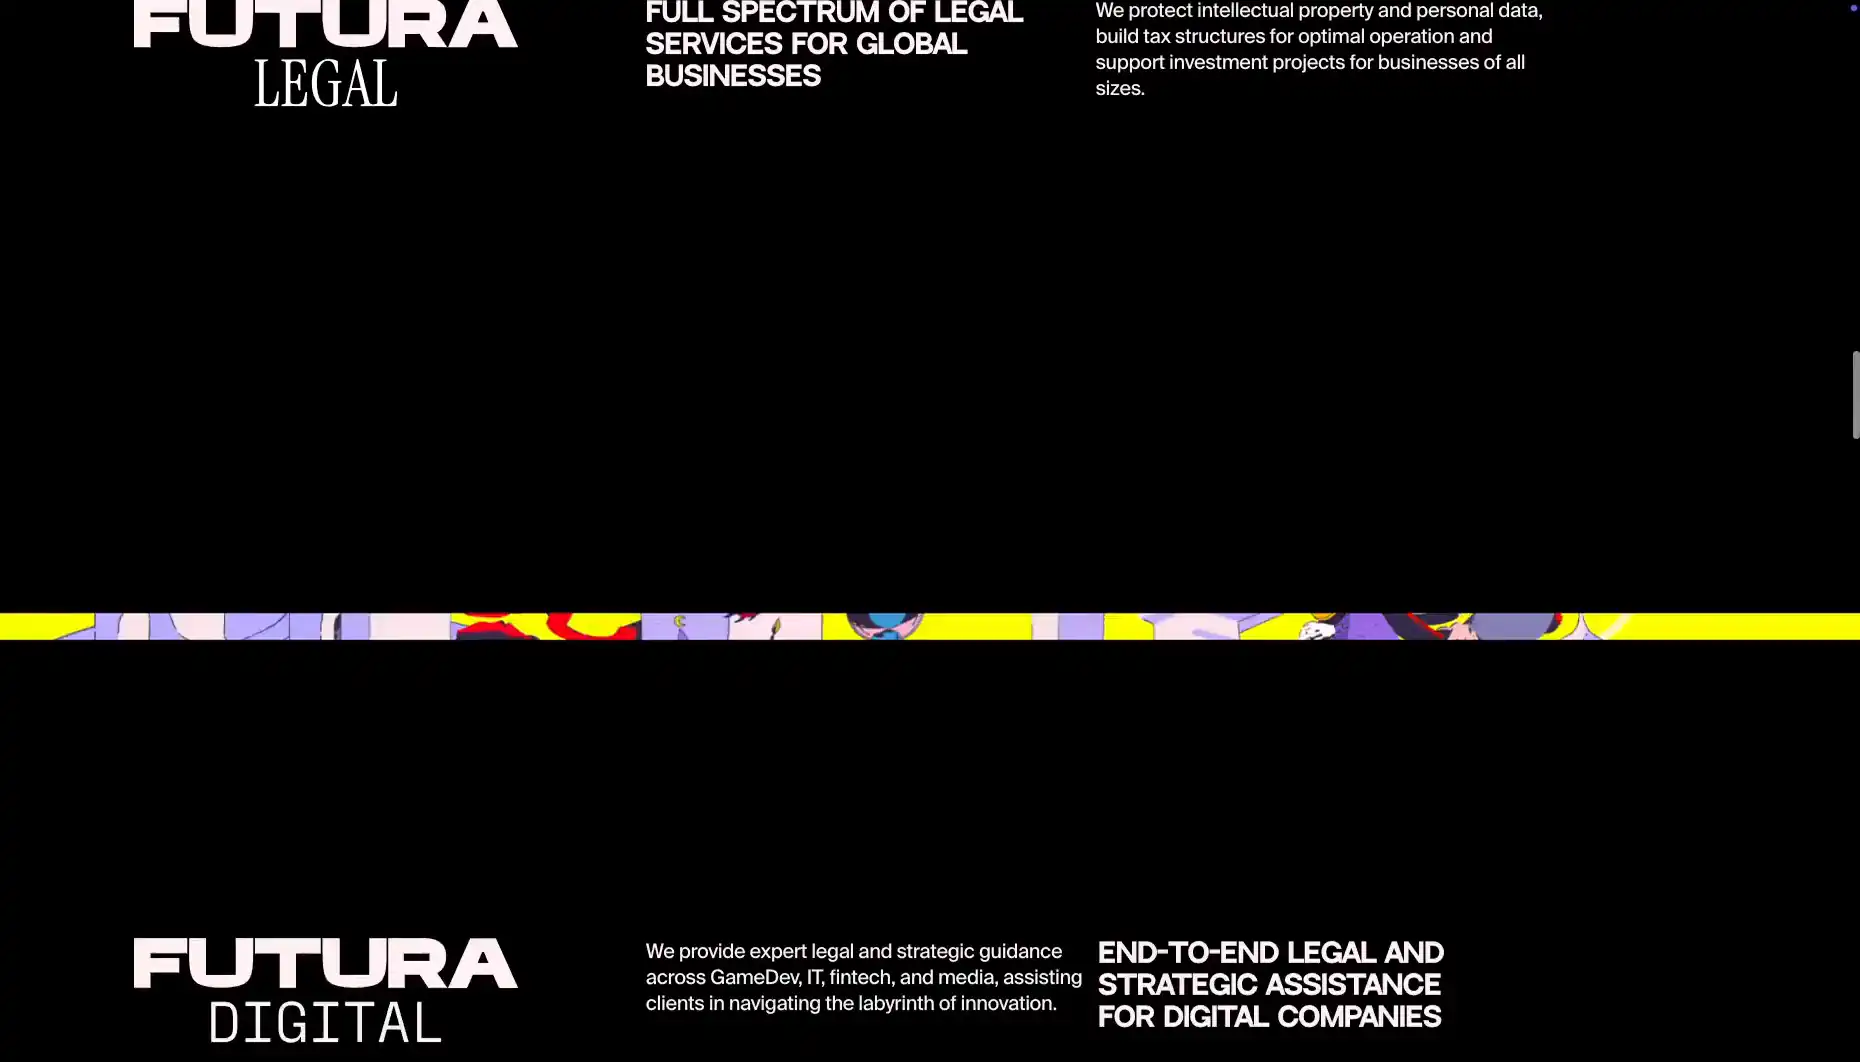 FUTURA
LEGAL
FULL SPECTRUM OF LEGAL
SERVICES FOR GLOBAL
BUSINESSES
We protect intellectual property and personal data,
build tax structures for optimal operation and
support investment projects for businesses of all
sizes.
FUTURA
DIGITAL
We provide expert legal and strategic guidance
across GameDev, IT, fintech, and media, assisting
clients in navigating the labyrinth of innovation.
END-TO-END LEGAL AND
STRATEGIC ASSISTANCE
FOR DIGITAL COMPANIES